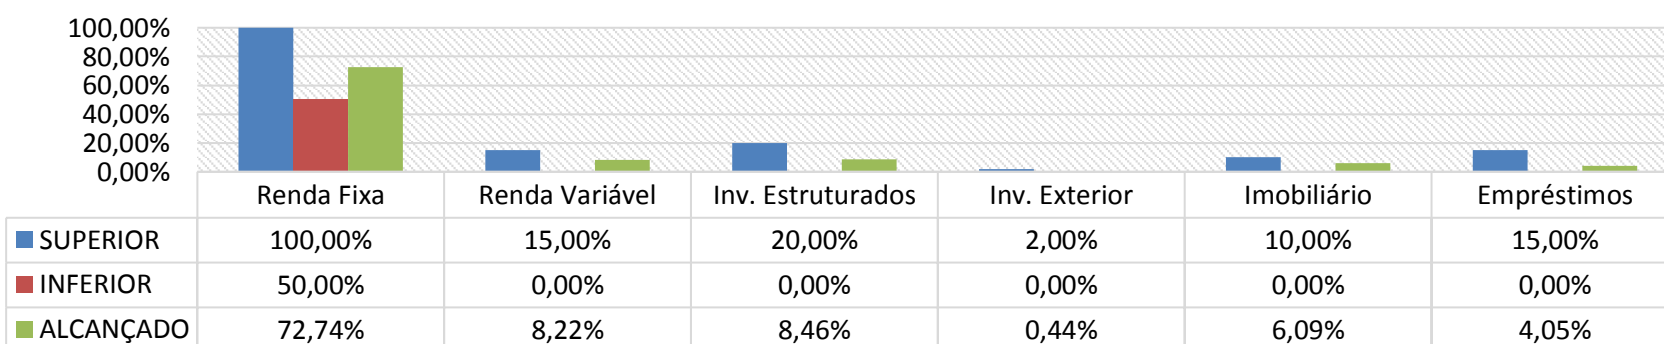 100,00%
80,00%
60,00%
40,00%
20,00%
0,00%
Renda Fixa Renda Variável Inv. Estruturados Inv. Exterior Imobiliário Empréstimos
SUPERIOR 100,00% 15,00% 20,00% 2,00% 10,00% 15,00%
INFERIOR 50,00% 0,00% 0,00% 0,00% 0,00% 0,00%
ALCANÇADO 72,74% 8,22% 8,46% 0,44% 6,09% 4,05%